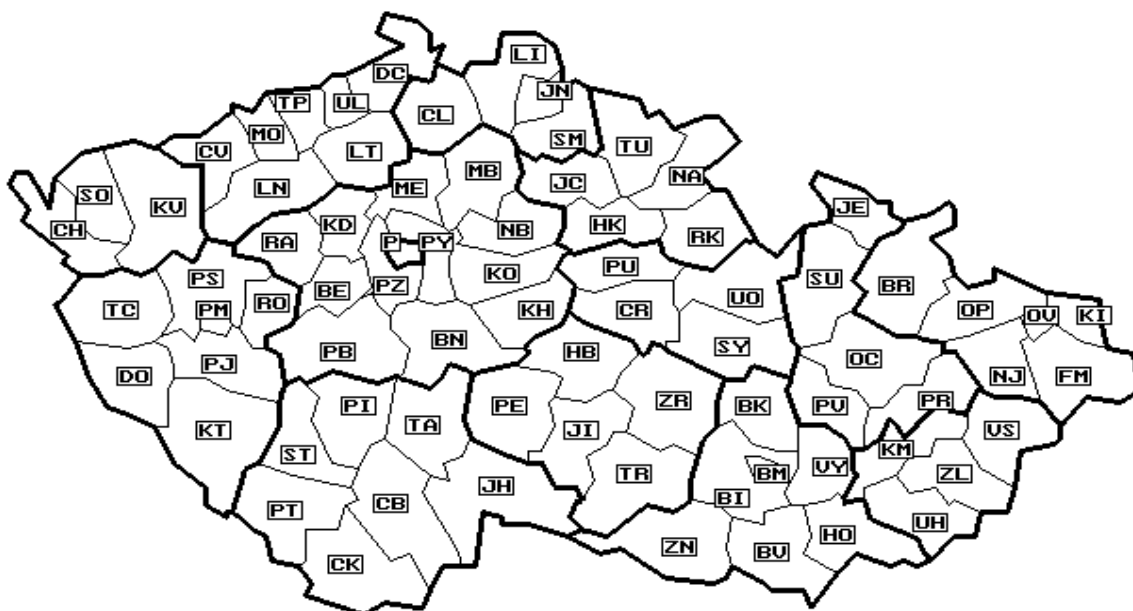 LI
DC
JN
TP
UL
CL
MO
SM
TU
CV
LT
MB
NA
LN
ME
JC
SO
KV
KD
HK
JE
CH
RA
P
PY
NB
RK
PS
BE
PZ
KO
PU
SU
BR
TC
PM
RO
KH
CR
UO
OP
OV
KI
PJ
PB
BN
HB
SY
OC
DO
NJ
FM
PI
PE
ZR
BK
PV
PR
KT
ST
TA
JI
VS
KM
JH
TR
BM
VY
ZL
PT
CB
BI
UH
CK
ZN
BV
HO